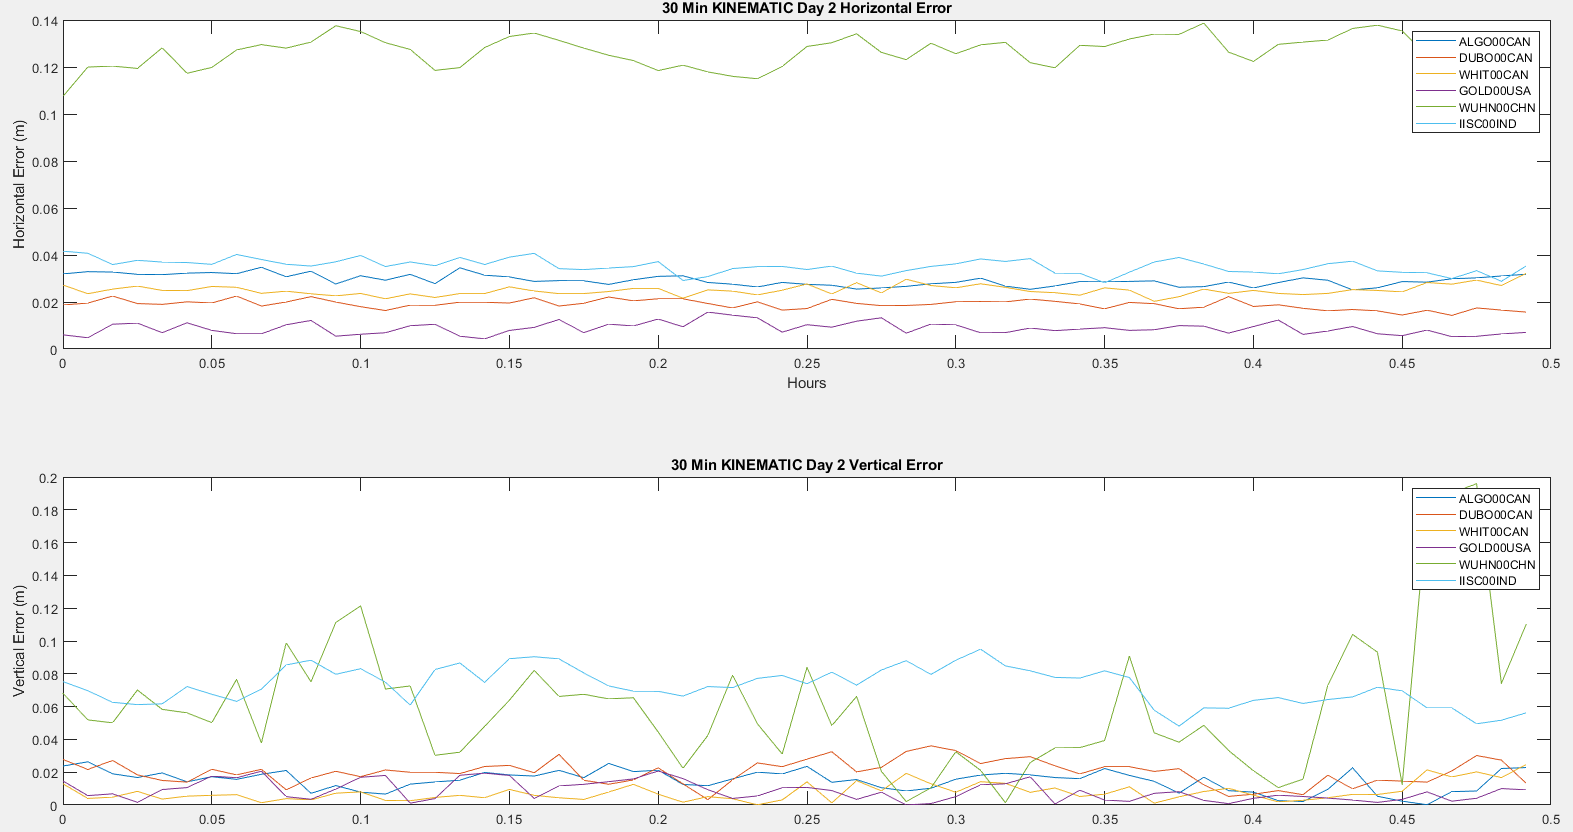 30 Min KINEMATIC Day 2 Horizontal Error
0.14
0.12
0.1
0.08
0.06
0.04
0.02
0
Horizontal Error (m)
ALGO00CAN
DUBO00CAN
WHIT00CAN
GOLD00USA
WUHN00CHN
IISC00IND
0 0.05 0.1 0.15 0.2 0.25 0.3 0.35 0.4 0.45 0.5
Hours
30 Min KINEMATIC Day 2 Vertical Error
0.2
0.18
0.16
0.14
0.12
0.1
0.08
0.06
0.04
0.02
0
Vertical Error (m)
ALGO00CAN
DUBO00CAN
WHIT00CAN
GOLD00USA
WUHN00CHN
IISC00IND
0 0.05 0.1 0.15 0.2 0.25 0.3 0.35 0.4 0.45 0.5